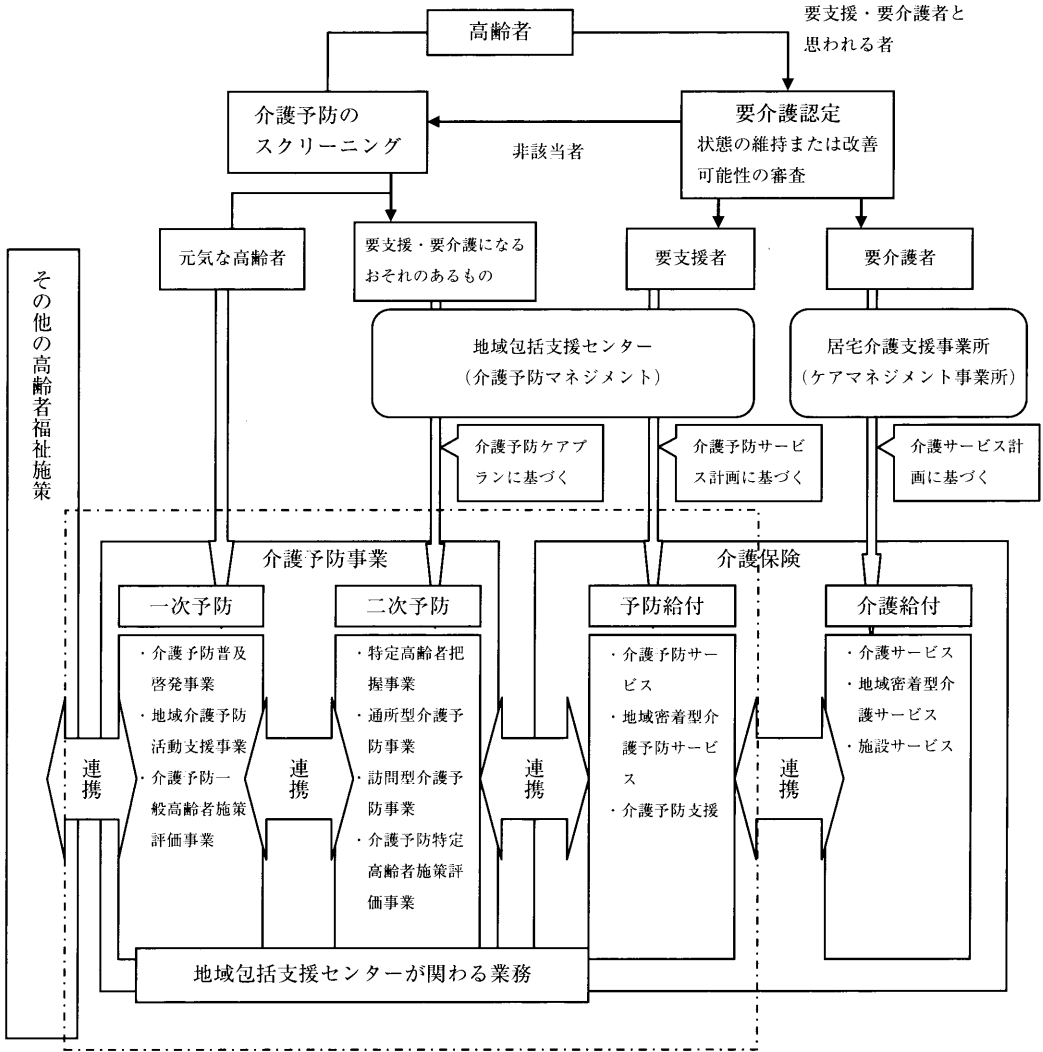 高齢者
要支援・要介護者と
思われる者
介護予防の
スクリーニング
要介護認定
状態の維持または改善
可能性の審査
非該当者
元気な高齢者
要支援・要介護になる
おそれのあるもの
要支援者
要介護者
その他の高齢者福祉施策
地域包括支援センター
（介護予防マネジメント）
居宅介護支援事業所
（ケアマネジメント事業所）
介護予防ケアプ
ランに基づく
介護予防サービ
ス計画に基づく
介護サービス計
画に基づく
介護予防事業
介護保険
一次予防
二次予防
予防給付
介護給付
・介護予防普及
啓発事業
・地域介護予防
活動支援事業
・介護予防一
般高齢者施策
評価事業
・特定高齢者把
握事業
・通所型介護予
防事業
・訪問型介護予
防事業
・介護予防特定
高齢者施策評
価事業
・介護予防サー
ビス
・地域密着型介
護予防サービ
ス
・介護予防支援
・介護サービス
・地域密着型介
護サービス
・施設サービス
連携
連携
連携
連携
地域包括支援センターが関わる業務